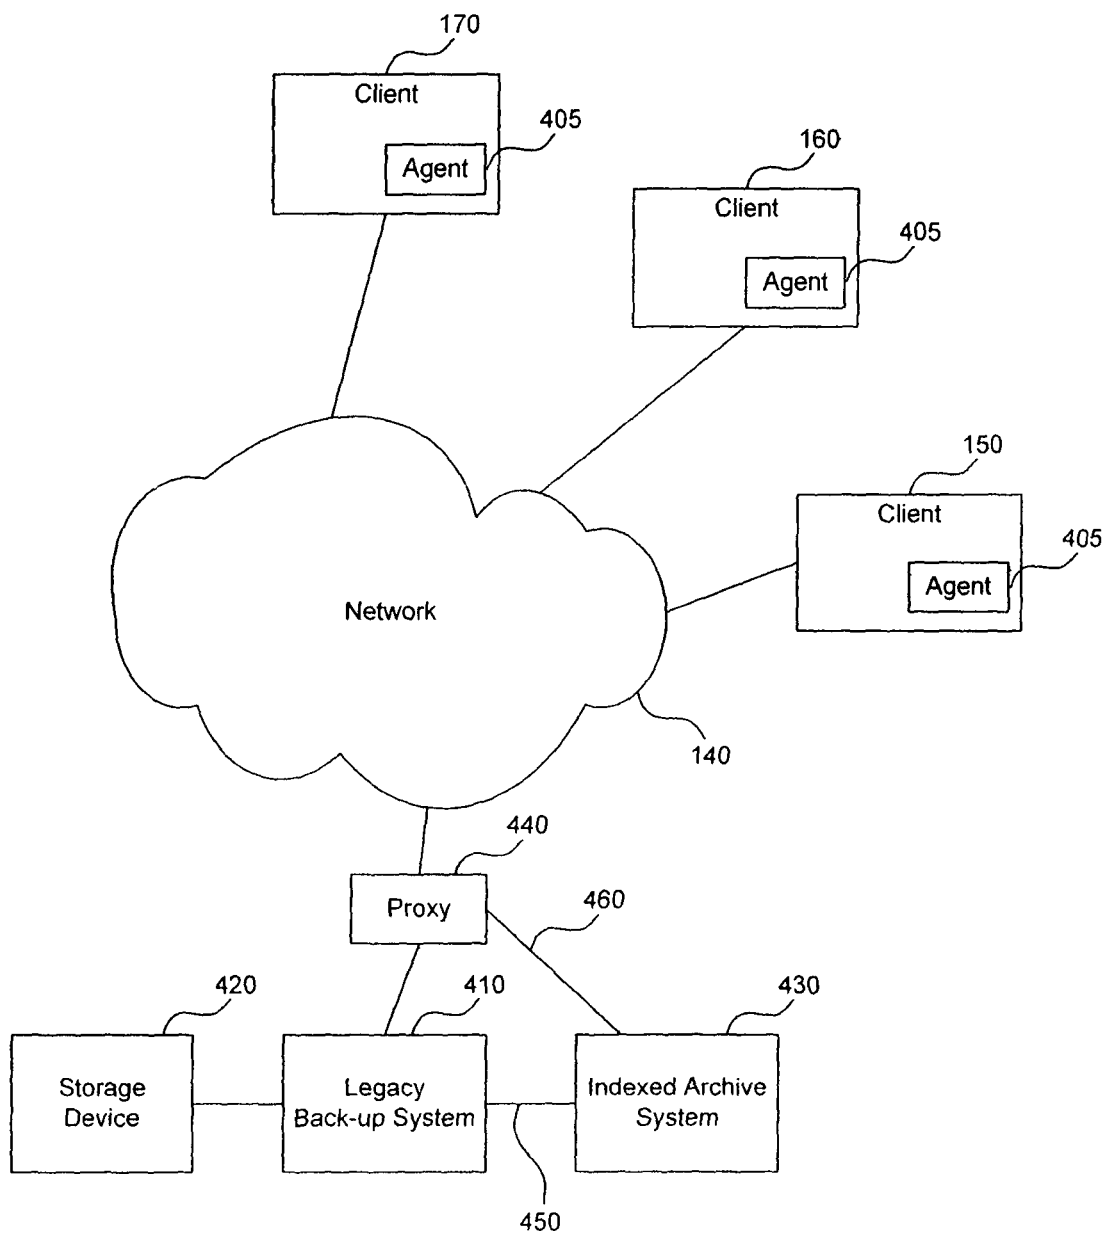 170
Client
405
Agent
160
Client
405
Agent
150
Client
405
Agent
Network
140
440
Proxy
460
420
410
430
Storage
Device
Legacy
Back-up System
Indexed Archive
System
450